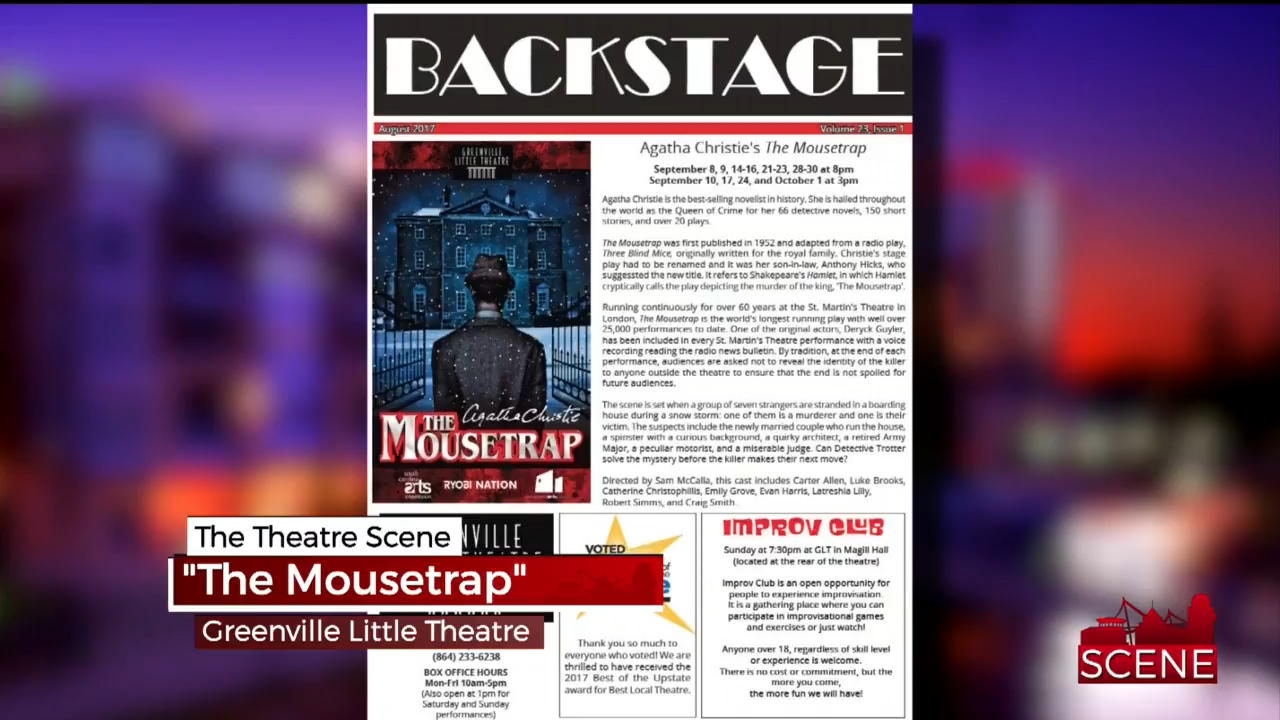 BACKSTAGE
August 2017
Volume 23, Issue 1
GREENVILLE
LITTLE THEATRE
Agatha Christie
THE
MOUSETRAP
south
carolina
arts
commission
RYOBI NATION
Agatha Christie's The Mousetrap
September 8, 9, 14-16, 21-23, 28-30 at 8pm
September 10, 17, 24, and October 1 at 3pm
Agatha Christie is the best-selling novelist in history. She is hailed throughout
the world as the Queen of Crime for her 66 detective novels, 150 short
stories, and over 20 plays.
The Mousetrap was first published in 1952 and adapted from a radio play,
Three Blind Mice, originally written for the royal family. Christie's stage
play had to be renamed and it was her son-in-law, Anthony Hicks, who
suggessted the new title. It refers to Shakepeare's Hamlet, in which Hamlet
cryptically calls the play depicting the murder of the king, 'The Mousetrap'.
Running continuously for over 60 years at the St. Martin's Theatre in
London, The Mousetrap is the world's longest running play with well over
25,000 performances to date. One of the original actors, Deryck Guyler,
has been included in every St. Martin's Theatre performance with a voice
recording reading the radio news bulletin. By tradition, at the end of each
performance, audiences are asked not to reveal the identity of the killer
to anyone outside the theatre to ensure that the end is not spoiled for
future audiences.
The scene is set when a group of seven strangers are stranded in a boarding
house during a snow storm: one of them is a murderer and one is their
victim. The suspects include the newly married couple who run the house,
a spinster with a curious background, a quirky architect, a retired Army
Major, a peculiar motorist, and a miserable judge. Can Detective Trotter
solve the mystery before the killer makes their next move?
Directed by Sam McCalla, this cast includes Carter Allen, Luke Brooks,
Catherine Christophillis, Emily Grove, Evan Harris, Latreshia Lilly,
Robert Simms, and Craig Smith.
The Theatre Scene
"The Mousetrap"
Greenville Little Theatre
(864) 233-6238
BOX OFFICE HOURS
Mon-Fri 10am-5pm
(Also open at 1pm for
Saturday and Sunday
performances)
VOTED
of
Thank you so much to
everyone who voted! We are
thrilled to have received the
2017 Best of the Upstate
award for Best Local Theatre.
IMPROV CLUB
Sunday at 7:30pm at GLT in Magill Hall
(located at the rear of the theatre)
Improv Club is an open opportunity for
people to experience improvisation.
It is a gathering place where you can
participate in improvisational games
and exercises or just watch!
Anyone over 18, regardless of skill level
or experience is welcome.
There is no cost or commitment, but the
more you come,
the more fun we will have!
SCENE